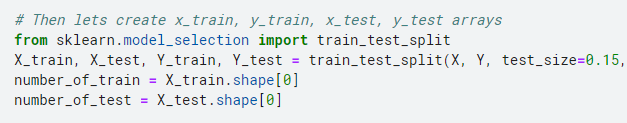 # Then lets create x_train, y_train, x_test, y_test arrays
from sklearn.model_selection import train_test_split
X_train, X_test, Y_train, Y_test = train_test_split(X, Y, test_size=0.15,
number_of_train = X_train.shape[0]
number_of_test = X_test.shape[0]